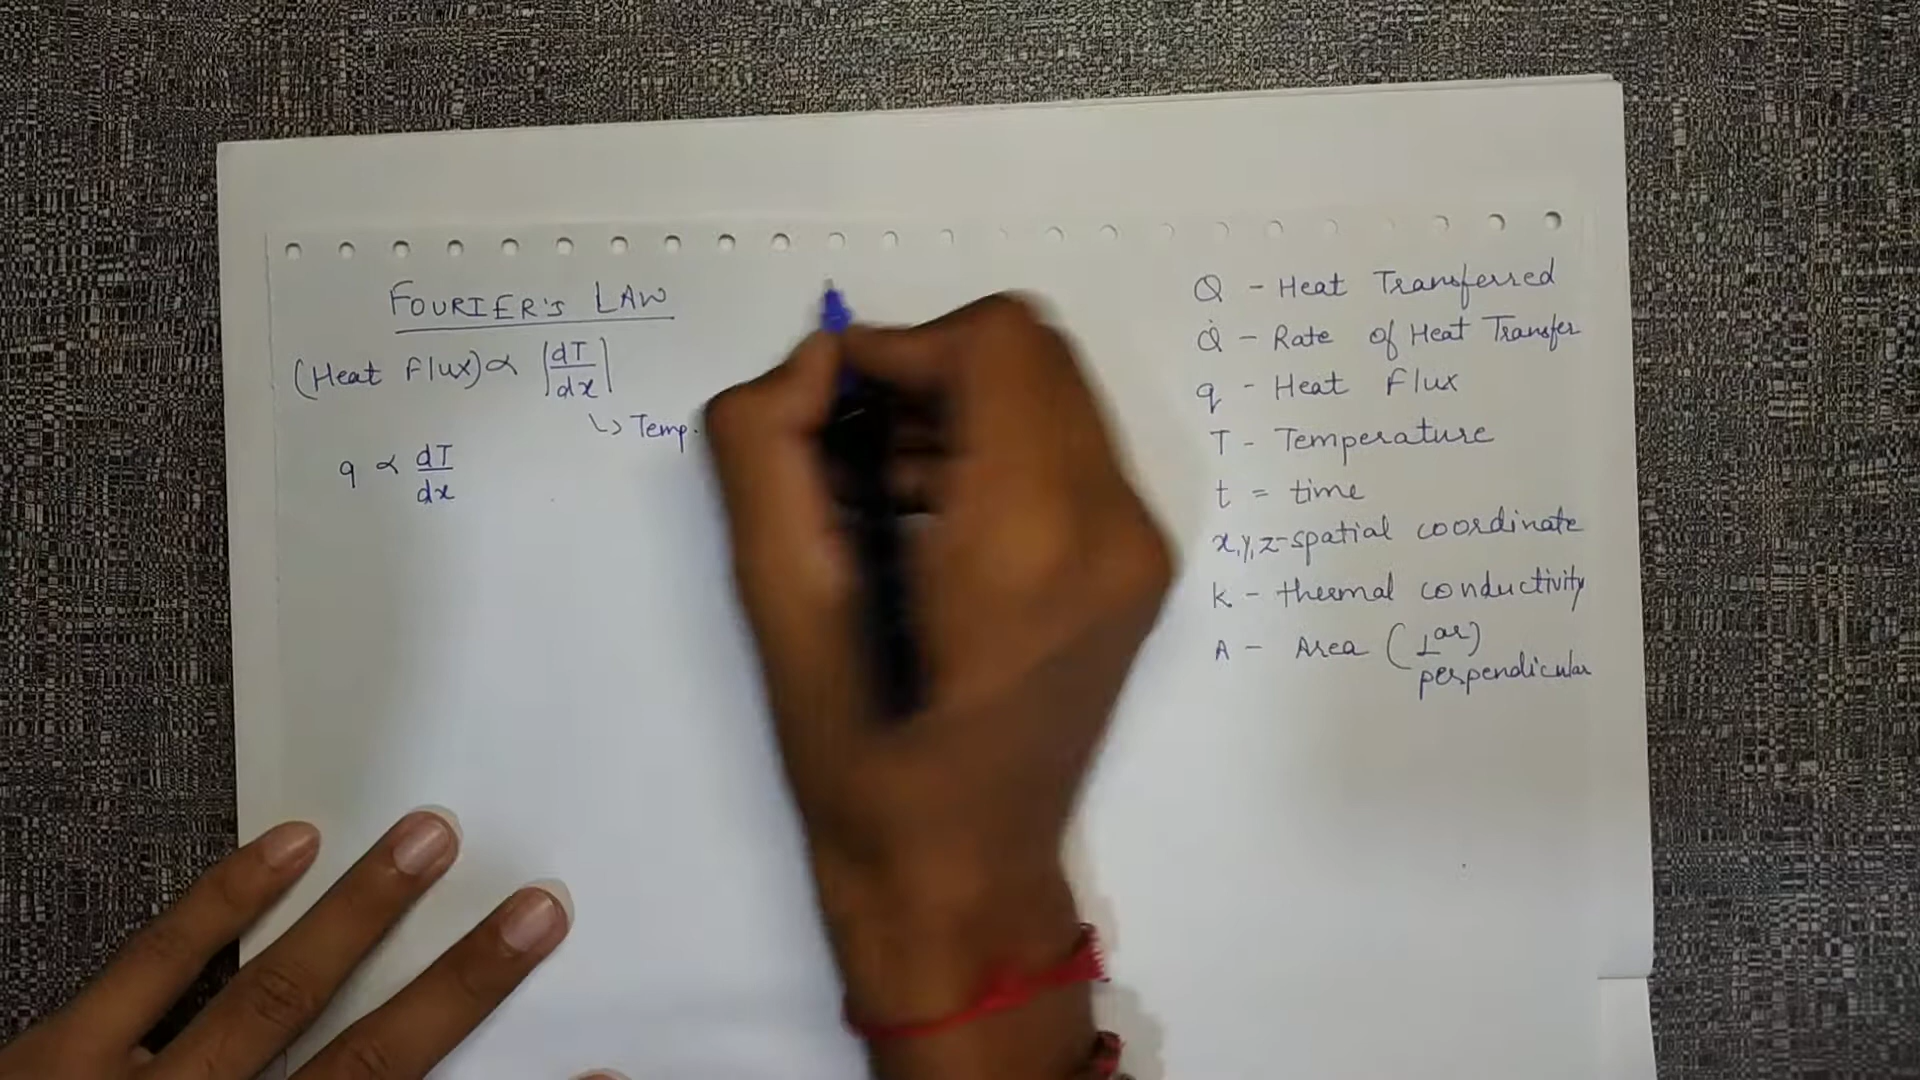 FOURIER'S LAW
(Heat Flux) ∝ |dT/dx|
↳ Temp.
q ∝ dT/dx
Q - Heat Transferred
Q̇ - Rate of Heat Transfer
q - Heat Flux
T - Temperature
t = time
x,y,z-spatial coordinate
K - thermal conductivity
A - Area (⊥ar)
perpendicular